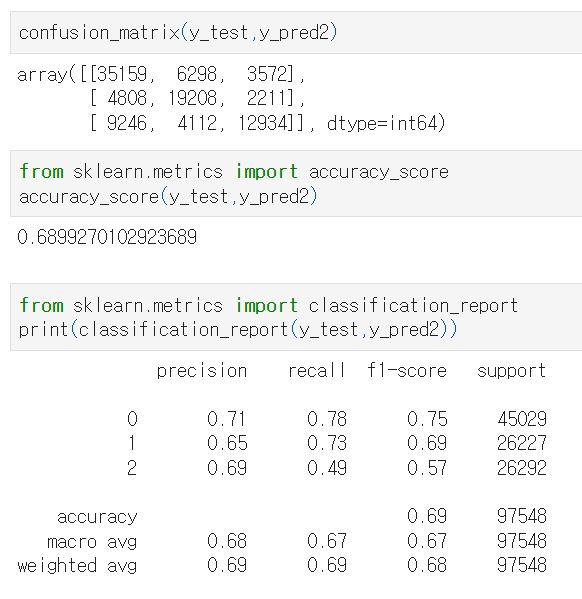 confusion_matrix(y_test,y_pred2)
array([[35159,  6298,  3572],
       [ 4808, 19208,  2211],
       [ 9246,  4112, 12934]], dtype=int64)
from sklearn.metrics import accuracy_score
accuracy_score(y_test,y_pred2)
0.6899270102923689
from sklearn.metrics import classification_report
print(classification_report(y_test,y_pred2))
              precision    recall  f1-score   support
           0       0.71      0.78      0.75     45029
           1       0.65      0.73      0.69     26227
           2       0.69      0.49      0.57     26292
    accuracy                           0.69     97548
   macro avg       0.68      0.67      0.67     97548
weighted avg       0.69      0.69      0.68     97548